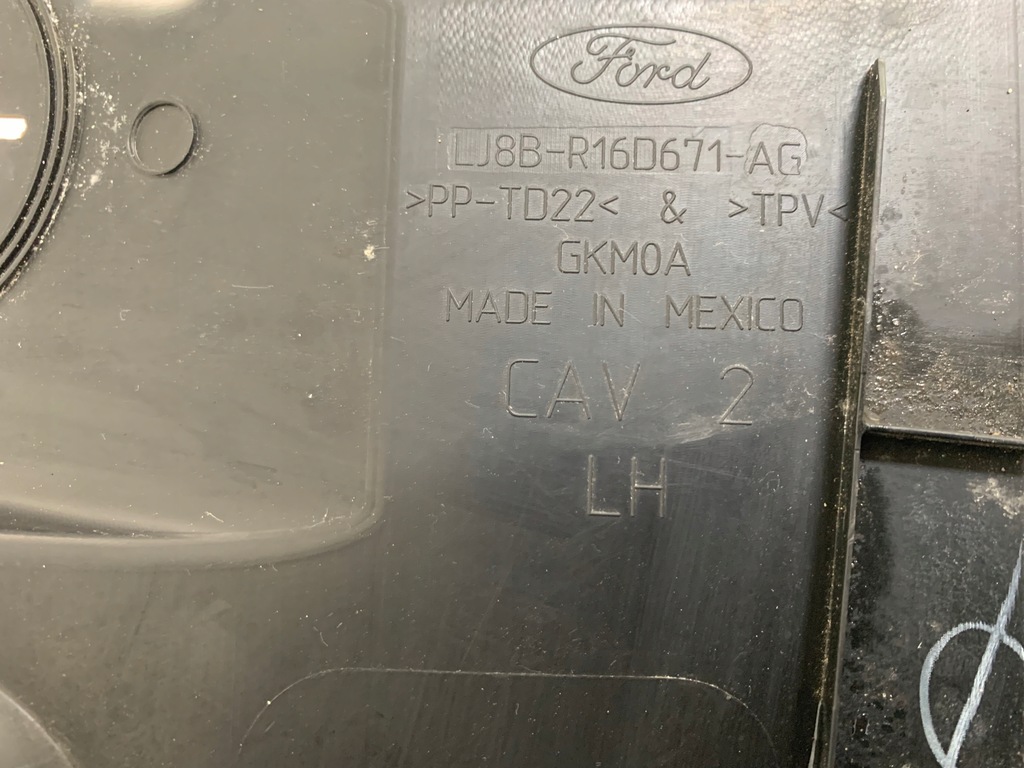 Ford
LJ8B-R16D671-AG
>PP-TD22< & >TPV<
GKM0A
MADE IN MEXICO
CAV 2
LH